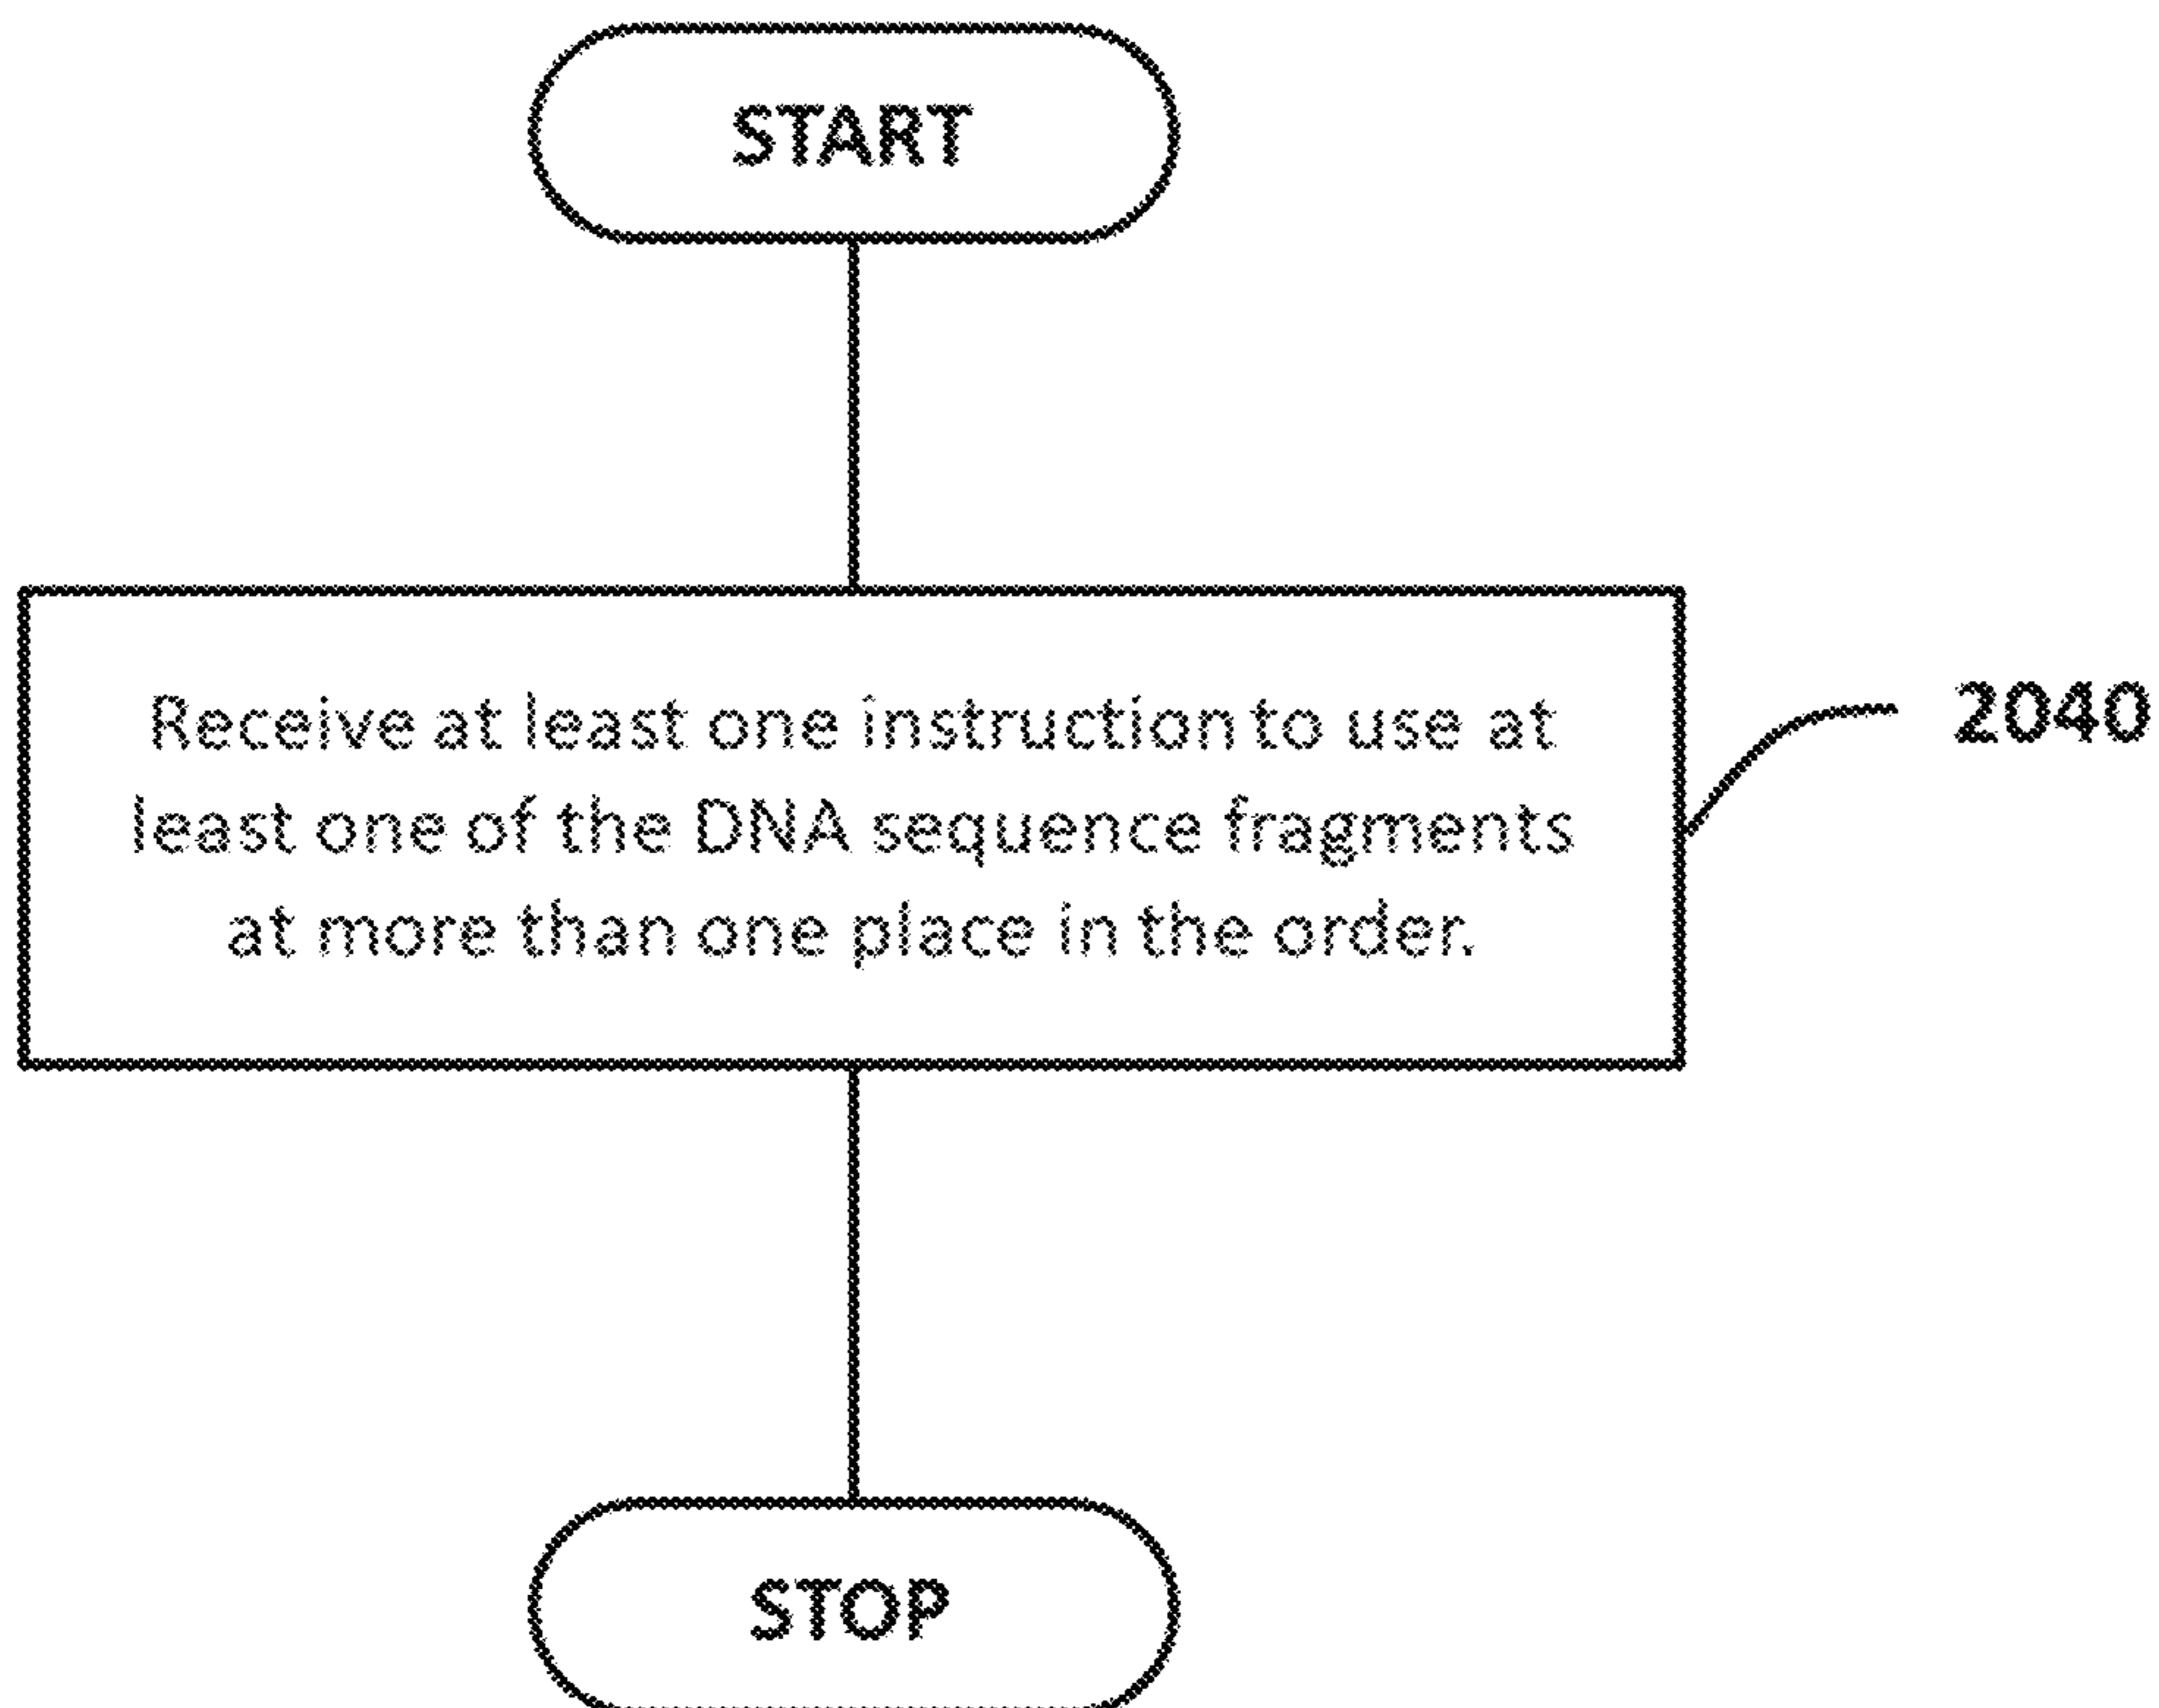 START
Receive at least one instruction to use at
least one of the DNA sequence fragments
at more than one place in the order.
2040
STOP